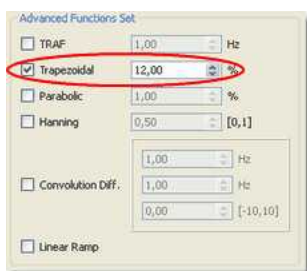 Advanced Functions Set
TRAF 1,00 Hz
Trapezoidal 12,00 %
Parabolic 1,00 %
Hanning 0,50 [0,1]
1,00 Hz
Convolution Diff. 1,00 Hz
0,00 [-10,10]
Linear Ramp